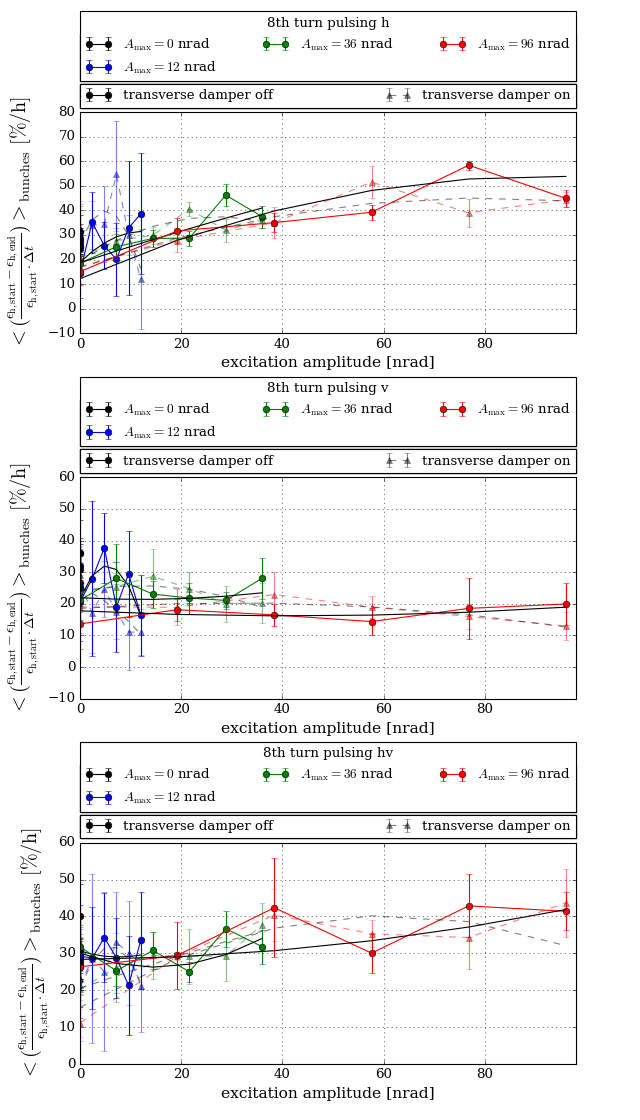 8th turn pulsing h
A_max = 0 nrad
A_max = 36 nrad
A_max = 96 nrad
A_max = 12 nrad
transverse damper off
transverse damper on
< (ϵ_h,start − ϵ_h,end / ϵ_h,start · Δt) >_bunches [%/h]
80
70
60
50
40
30
20
10
0
−10
0 20 40 60 80
excitation amplitude [nrad]
8th turn pulsing v
A_max = 0 nrad
A_max = 36 nrad
A_max = 96 nrad
A_max = 12 nrad
transverse damper off
transverse damper on
< (ϵ_h,start − ϵ_h,end / ϵ_h,start · Δt) >_bunches [%/h]
60
50
40
30
20
10
0
−10
0 20 40 60 80
excitation amplitude [nrad]
8th turn pulsing hv
A_max = 0 nrad
A_max = 36 nrad
A_max = 96 nrad
A_max = 12 nrad
transverse damper off
transverse damper on
< (ϵ_h,start − ϵ_h,end / ϵ_h,start · Δt) >_bunches [%/h]
60
50
40
30
20
10
0
0 20 40 60 80
excitation amplitude [nrad]